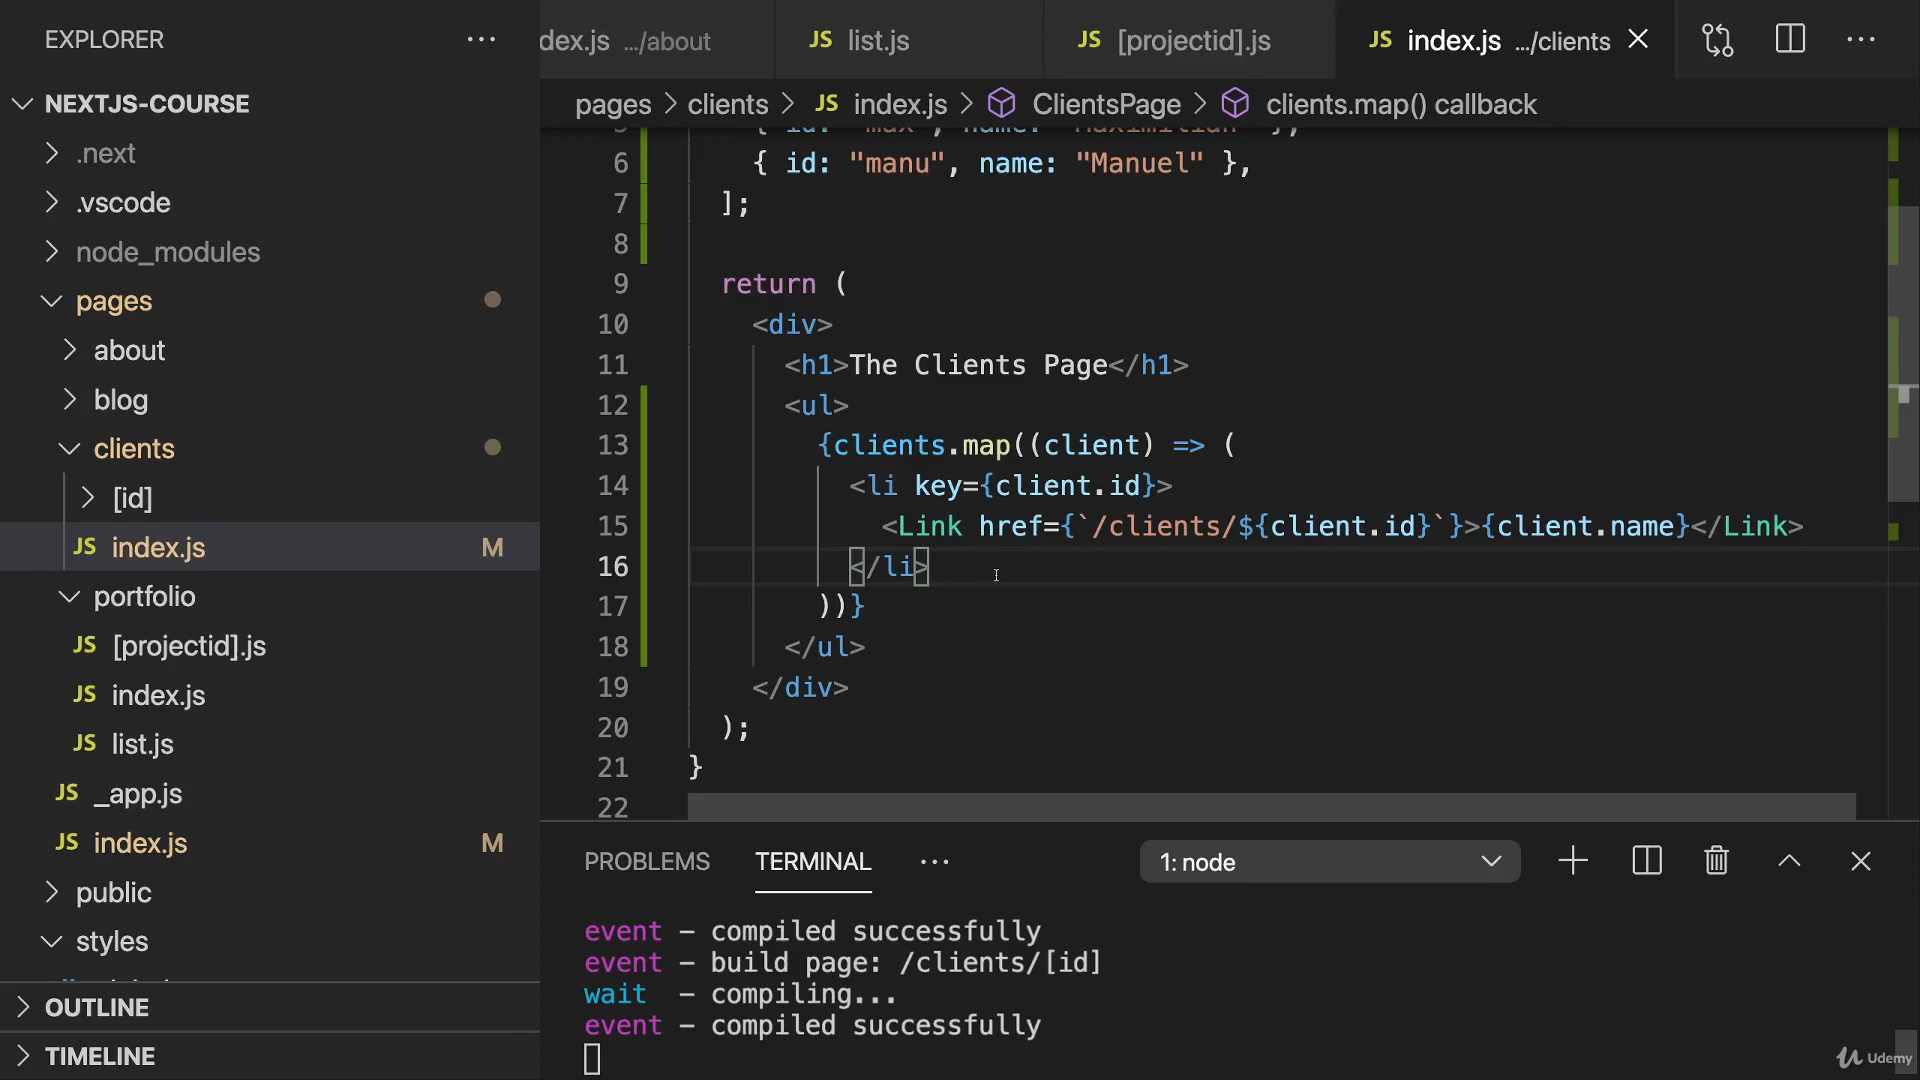 EXPLORER
NEXTJS-COURSE
.next
.vscode
node_modules
pages
about
blog
clients
[id]
JS index.js M
portfolio
JS [projectid].js
JS index.js
JS list.js
JS _app.js
JS index.js M
public
styles
OUTLINE
TIMELINE
dex.js .../about
JS list.js
JS [projectid].js
JS index.js .../clients
pages > clients > JS index.js > ClientsPage > clients.map() callback
6 { id: "manu", name: "Manuel" },
7 ];
8
9 return (
10 <div>
11 <h1>The Clients Page</h1>
12 <ul>
13 {clients.map((client) => (
14 <li key={client.id}>
15 <Link href={`/clients/${client.id}`}>{client.name}</Link>
16 </li>
17 ))}
18 </ul>
19 </div>
20 );
21 }
22
PROBLEMS TERMINAL ... 1: node
event - compiled successfully
event - build page: /clients/[id]
wait - compiling...
event - compiled successfully
Udemy